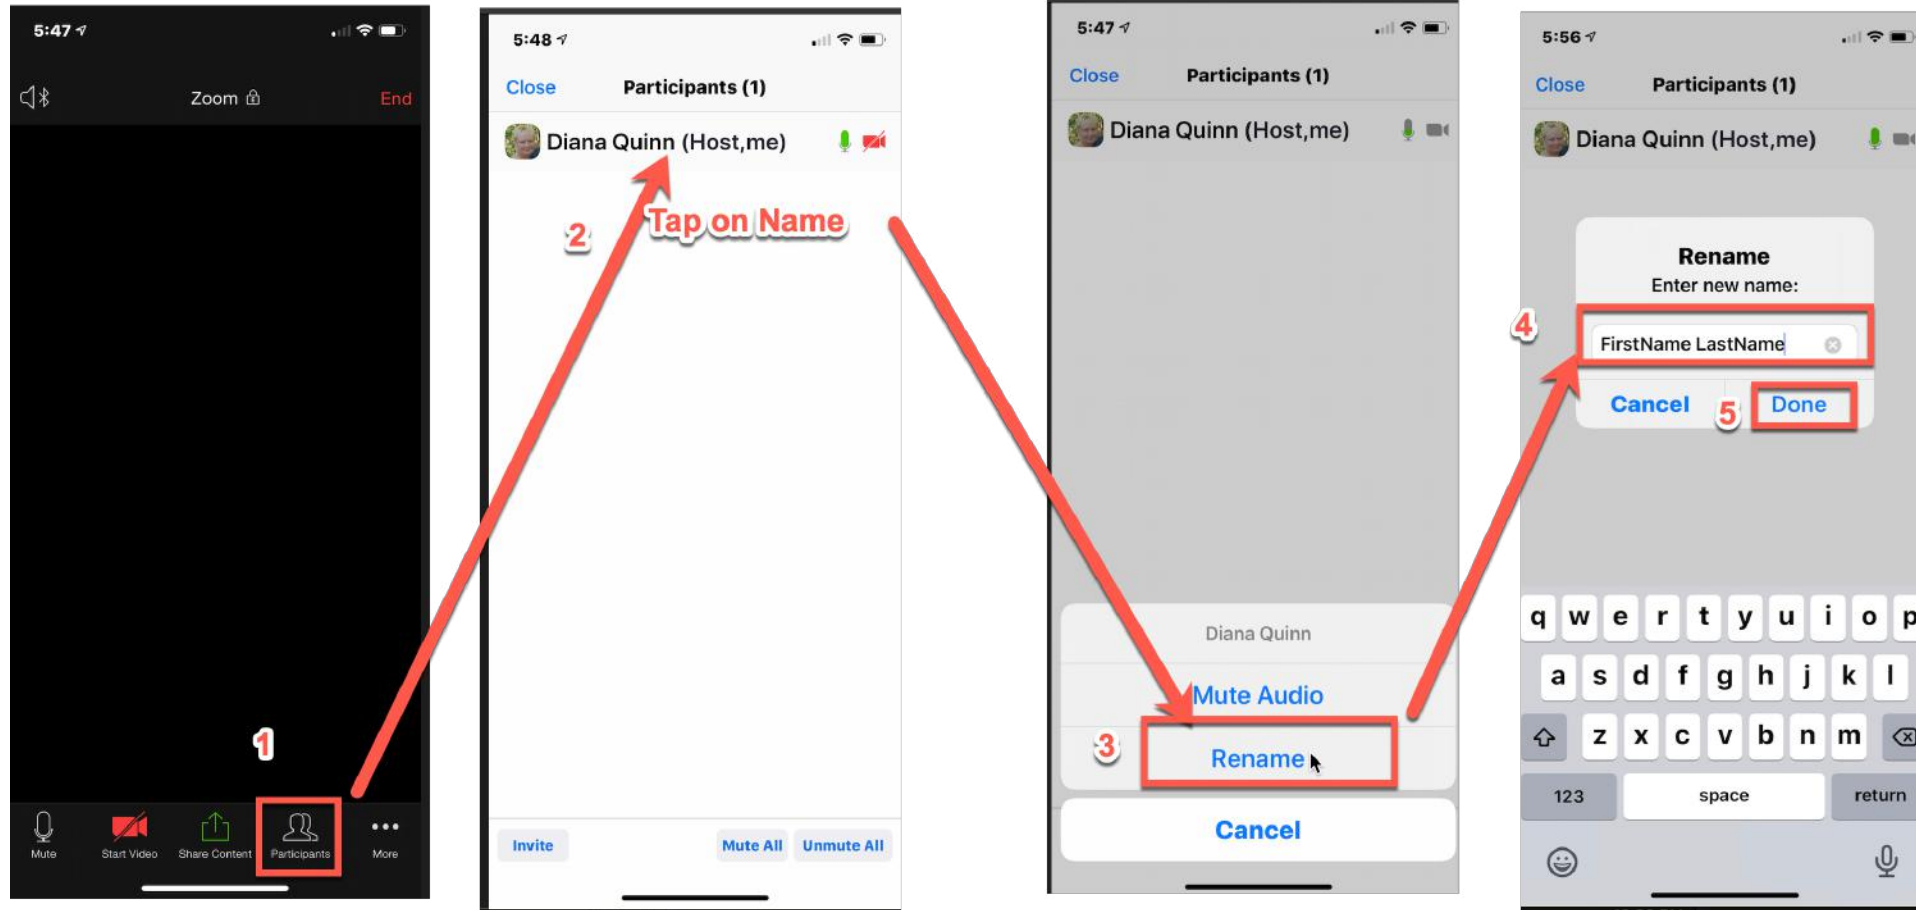 5:47
Zoom
End
1
Mute
Start Video
Share Content
Participants
More
5:48
Close
Participants (1)
Diana Quinn (Host,me)
2
Tap on Name
Invite
Mute All
Unmute All
5:47
Close
Participants (1)
Diana Quinn (Host,me)
Diana Quinn
Mute Audio
3
Rename
Cancel
5:56
Close
Participants (1)
Diana Quinn (Host,me)
Rename
Enter new name:
4
FirstName LastName
Cancel
5
Done
q w e r t y u i o p
a s d f g h j k l
z x c v b n m
123
space
return